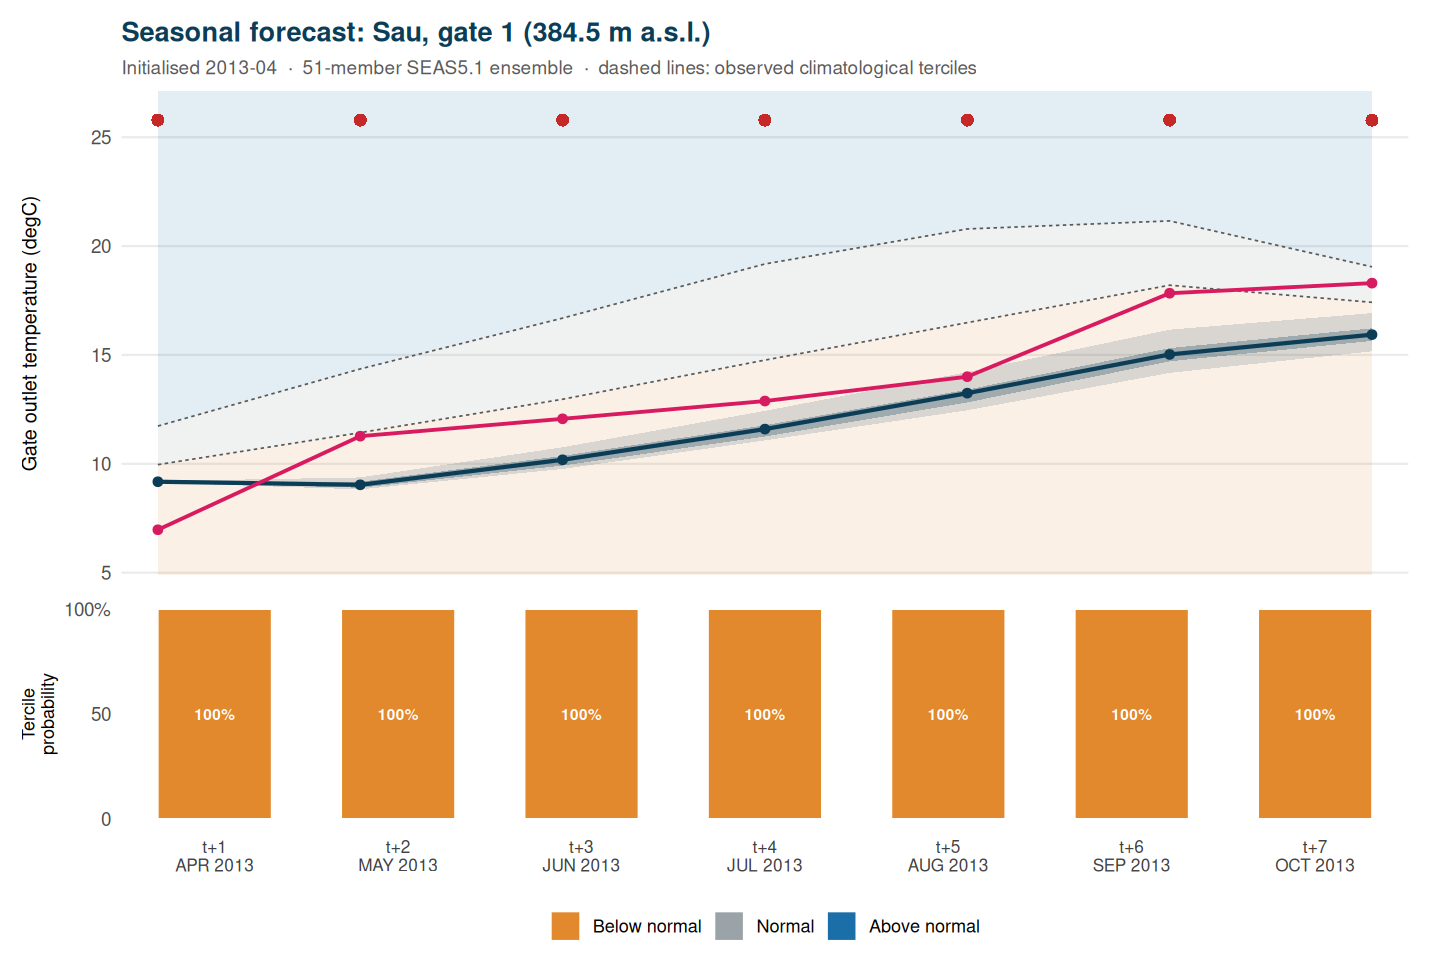 Seasonal forecast: Sau, gate 1 (384.5 m a.s.l.)
Initialised 2013-04 · 51-member SEAS5.1 ensemble · dashed lines: observed climatological terciles
Gate outlet temperature (degC)
25
20
15
10
5
Tercile
probability
100%
50
0
100% 100% 100% 100% 100% 100% 100%
t+1 t+2 t+3 t+4 t+5 t+6 t+7
APR 2013 MAY 2013 JUN 2013 JUL 2013 AUG 2013 SEP 2013 OCT 2013
Below normal Normal Above normal